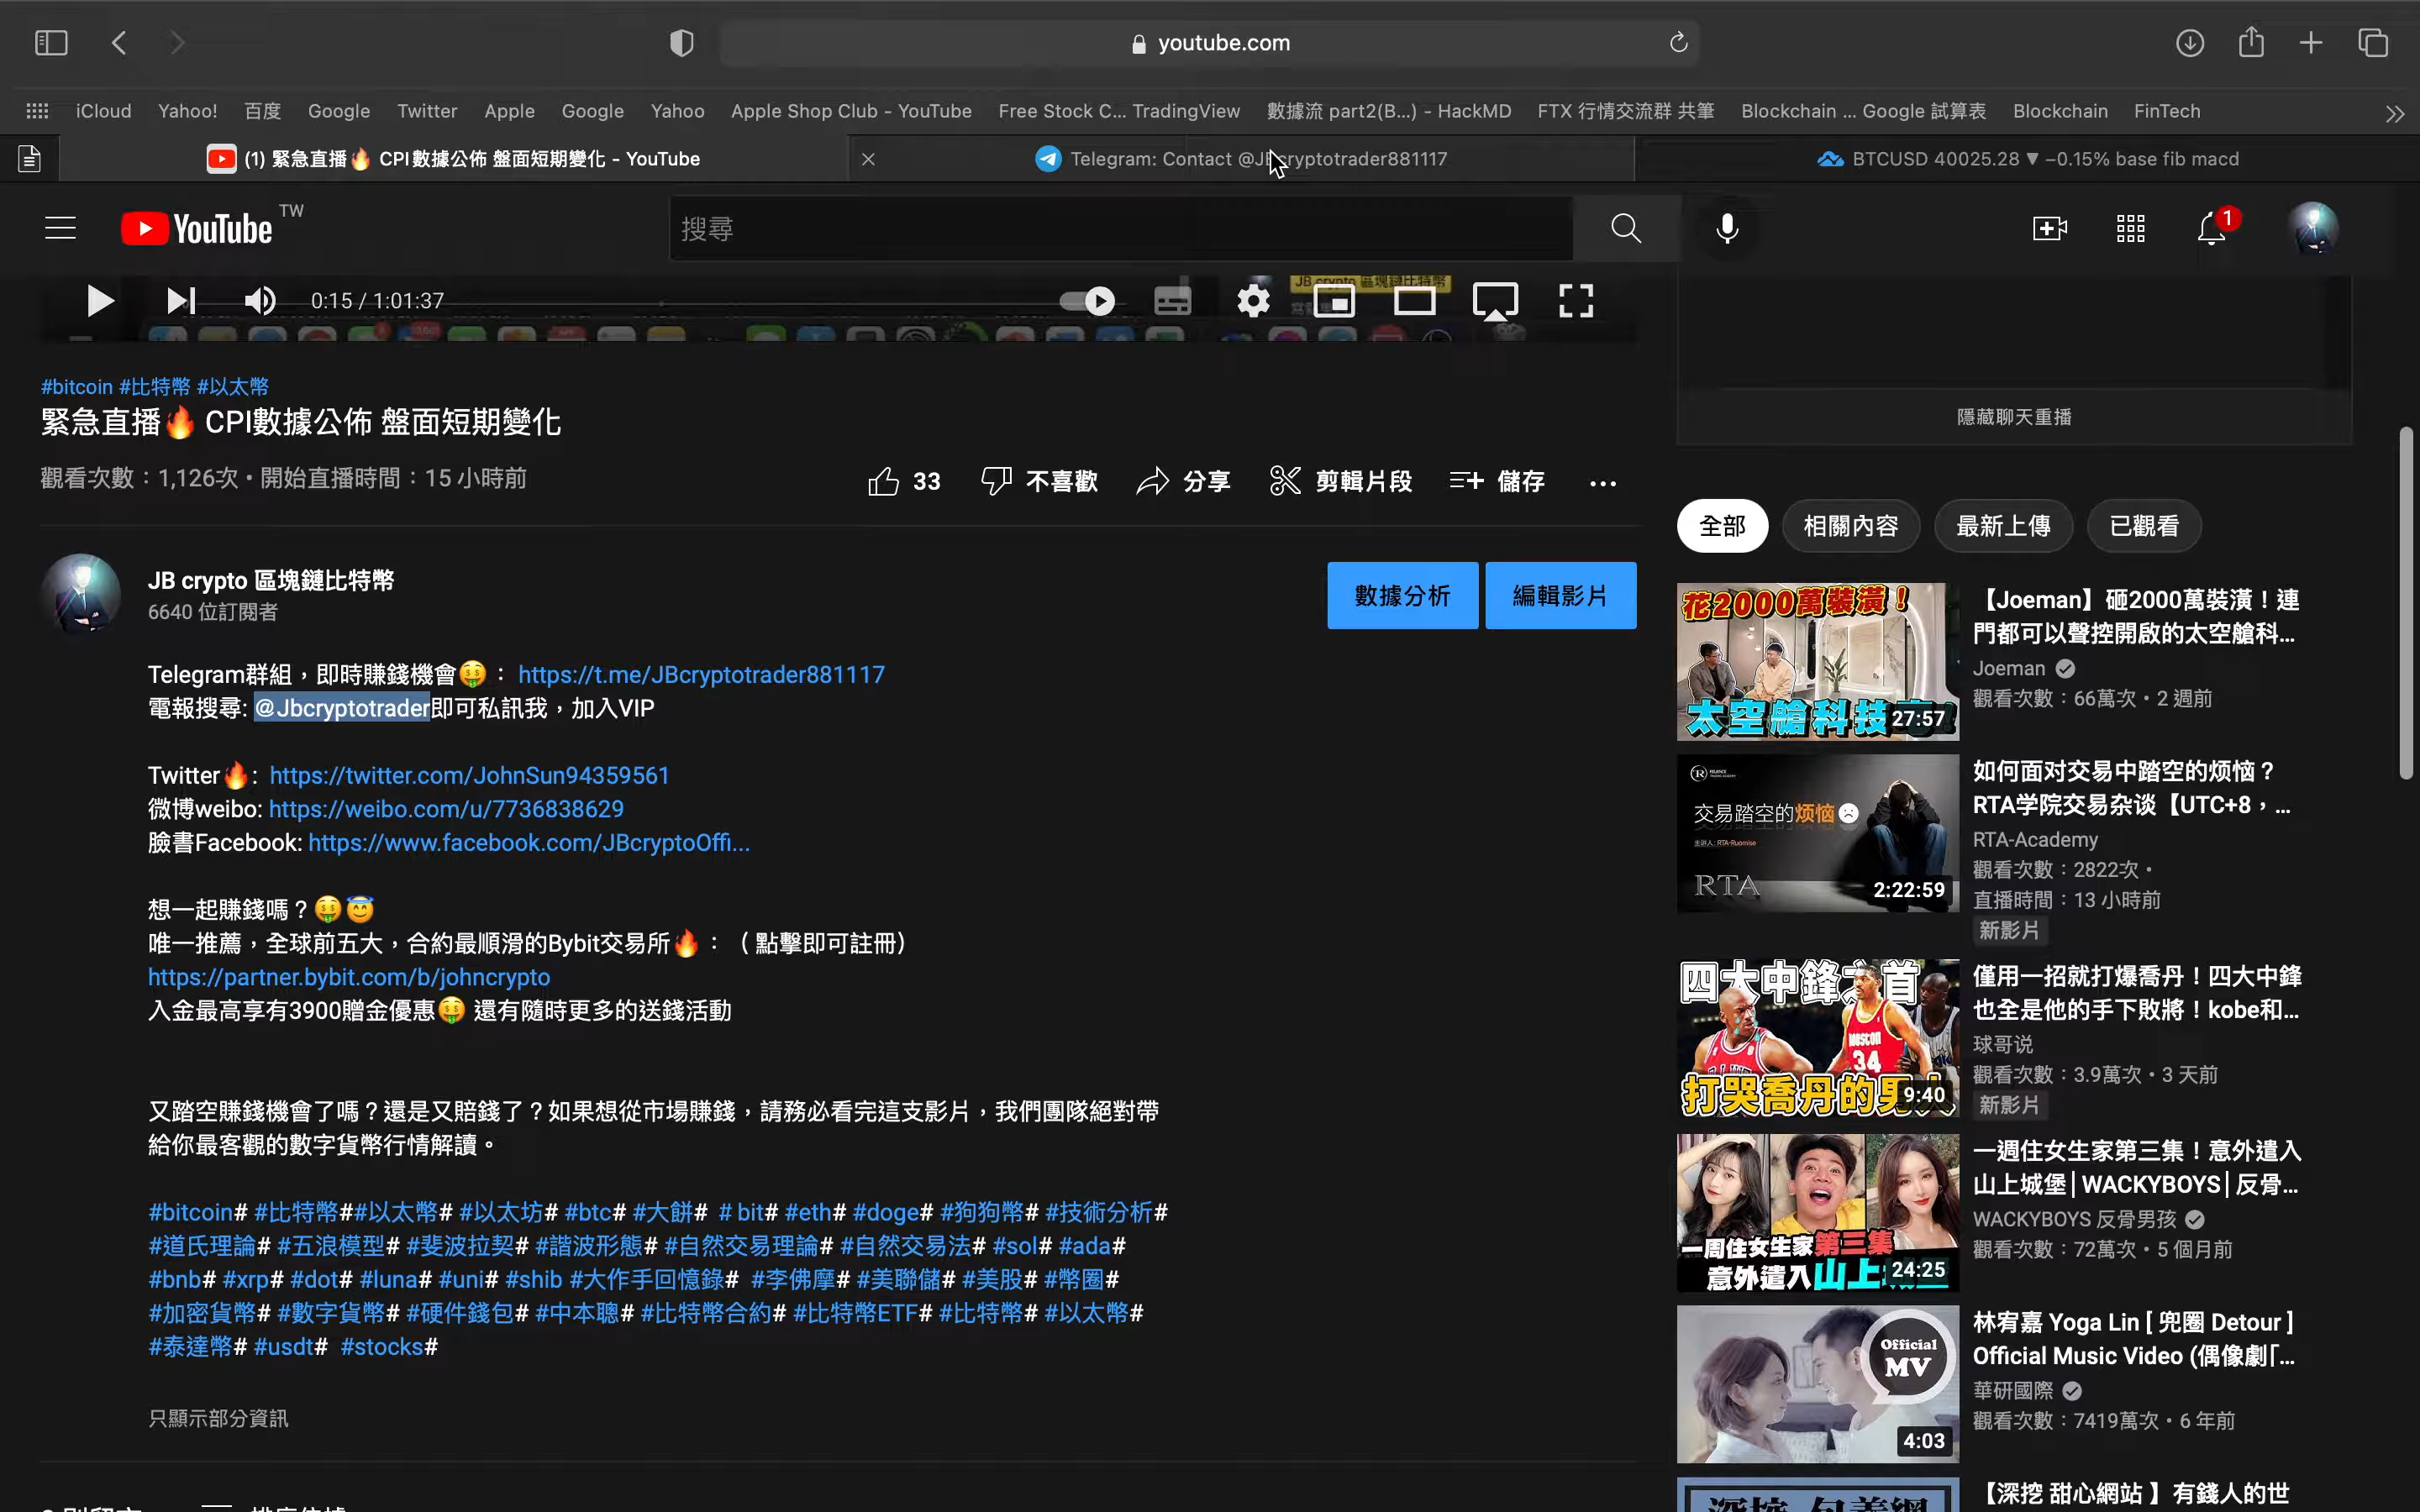 youtube.com
iCloud Yahoo! 百度 Google Twitter Apple Google Yahoo Apple Shop Club - YouTube Free Stock C... TradingView 數據流 part2(B...) - HackMD FTX 行情交流群 共筆 Blockchain ... Google 試算表 Blockchain FinTech
(1) 緊急直播🔥 CPI數據公佈 盤面短期變化 - YouTube
Telegram: Contact @JBcryptotrader881117
BTCUSD 40025.28 ▼ −0.15% base fib macd
YouTube TW
搜尋
1
JB crypto 區塊鏈比特幣
0:15 / 1:01:37
#bitcoin #比特幣 #以太幣
緊急直播🔥 CPI數據公佈 盤面短期變化
觀看次數：1,126次・開始直播時間：15 小時前
33 不喜歡 分享 剪輯片段 儲存
JB crypto 區塊鏈比特幣
6640 位訂閱者
數據分析 編輯影片
Telegram群組，即時賺錢機會🤑： https://t.me/JBcryptotrader881117
電報搜尋: @Jbcryptotrader即可私訊我，加入VIP
Twitter🔥: https://twitter.com/JohnSun94359561
微博weibo: https://weibo.com/u/7736838629
臉書Facebook: https://www.facebook.com/JBcryptoOffi...
想一起賺錢嗎？🤑😇
唯一推薦，全球前五大，合約最順滑的Bybit交易所🔥：（ 點擊即可註冊）
https://partner.bybit.com/b/johncrypto
入金最高享有3900贈金優惠🤑 還有隨時更多的送錢活動
又踏空賺錢機會了嗎？還是又賠錢了？如果想從市場賺錢，請務必看完這支影片，我們團隊絕對帶
給你最客觀的數字貨幣行情解讀。
#bitcoin# #比特幣##以太幣# #以太坊# #btc# #大餅# # bit# #eth# #doge# #狗狗幣# #技術分析#
#道氏理論# #五浪模型# #斐波拉契# #諧波形態# #自然交易理論# #自然交易法# #sol# #ada#
#bnb# #xrp# #dot# #luna# #uni# #shib #大作手回憶錄# #李佛摩# #美聯儲# #美股# #幣圈#
#加密貨幣# #數字貨幣# #硬件錢包# #中本聰# #比特幣合約# #比特幣ETF# #比特幣# #以太幣#
#泰達幣# #usdt# #stocks#
只顯示部分資訊
隱藏聊天重播
全部 相關內容 最新上傳 已觀看
花2000萬裝潢！
27:57
【Joeman】砸2000萬裝潢！連
門都可以聲控開啟的太空艙科...
Joeman
觀看次數：66萬次・2 週前
交易踏空的烦恼
主讲人: RTA-Ruomise
RTA
2:22:59
如何面对交易中踏空的烦恼？
RTA学院交易杂谈【UTC+8，...
RTA-Academy
觀看次數：2822次・
直播時間：13 小時前
新影片
四大中鋒之首
34
打哭喬丹的男人
9:40
僅用一招就打爆喬丹！四大中鋒
也全是他的手下敗將！kobe和...
球哥说
觀看次數：3.9萬次・3 天前
新影片
一周住女生家第三集
意外遣入山上
24:25
一週住女生家第三集！意外遣入
山上城堡│WACKYBOYS│反骨...
WACKYBOYS 反骨男孩
觀看次數：72萬次・5 個月前
Official
MV
4:03
林宥嘉 Yoga Lin [ 兜圈 Detour ]
Official Music Video (偶像劇「...
華研國際
觀看次數：7419萬次・6 年前
【深挖 甜心網站 】有錢人的世